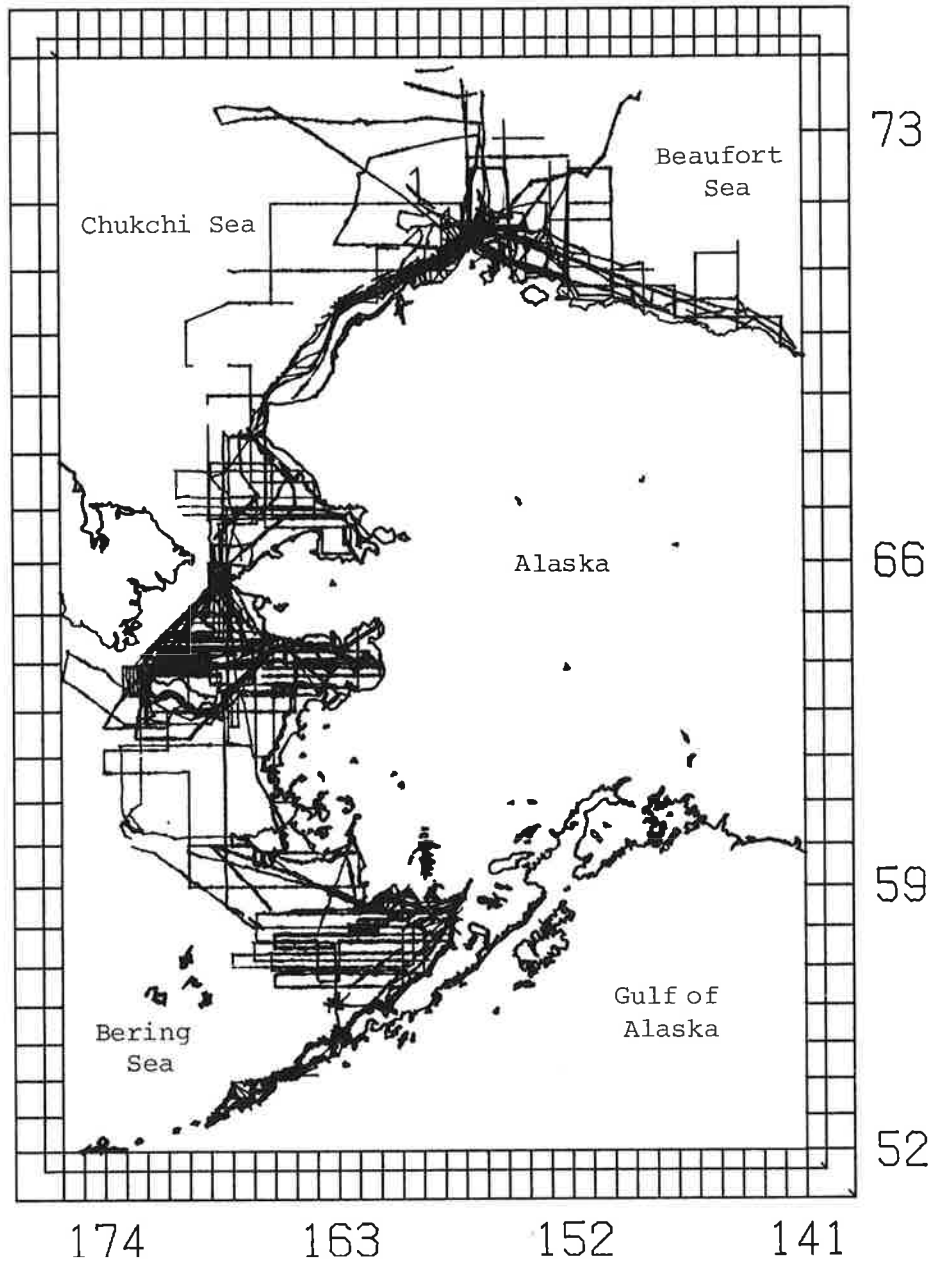 73
Beaufort
Sea
Chukchi Sea
66
Alaska
59
Gulf of
Alaska
Bering
Sea
52
174 163 152 141